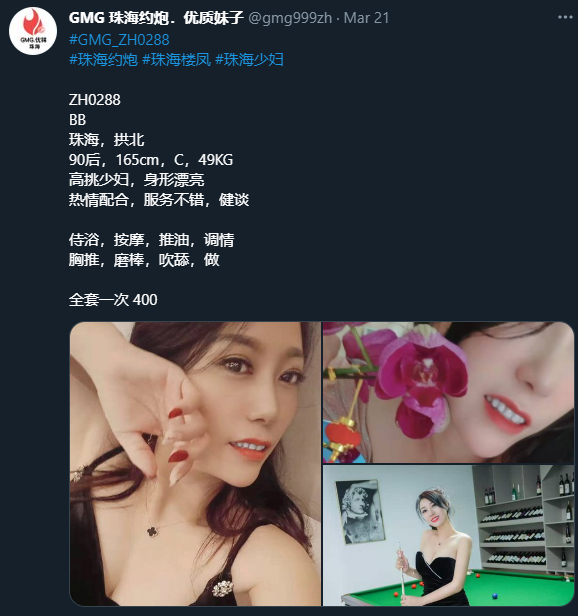 GMG 珠海约炮．优质妹子 @gmg999zh · Mar 21
GMG.优精
珠海
#GMG_ZH0288
#珠海约炮 #珠海楼凤 #珠海少妇
ZH0288
BB
珠海，拱北
90后，165cm，C，49KG
高挑少妇，身形漂亮
热情配合，服务不错，健谈
侍浴，按摩，推油，调情
胸推，磨棒，吹舔，做
全套一次 400